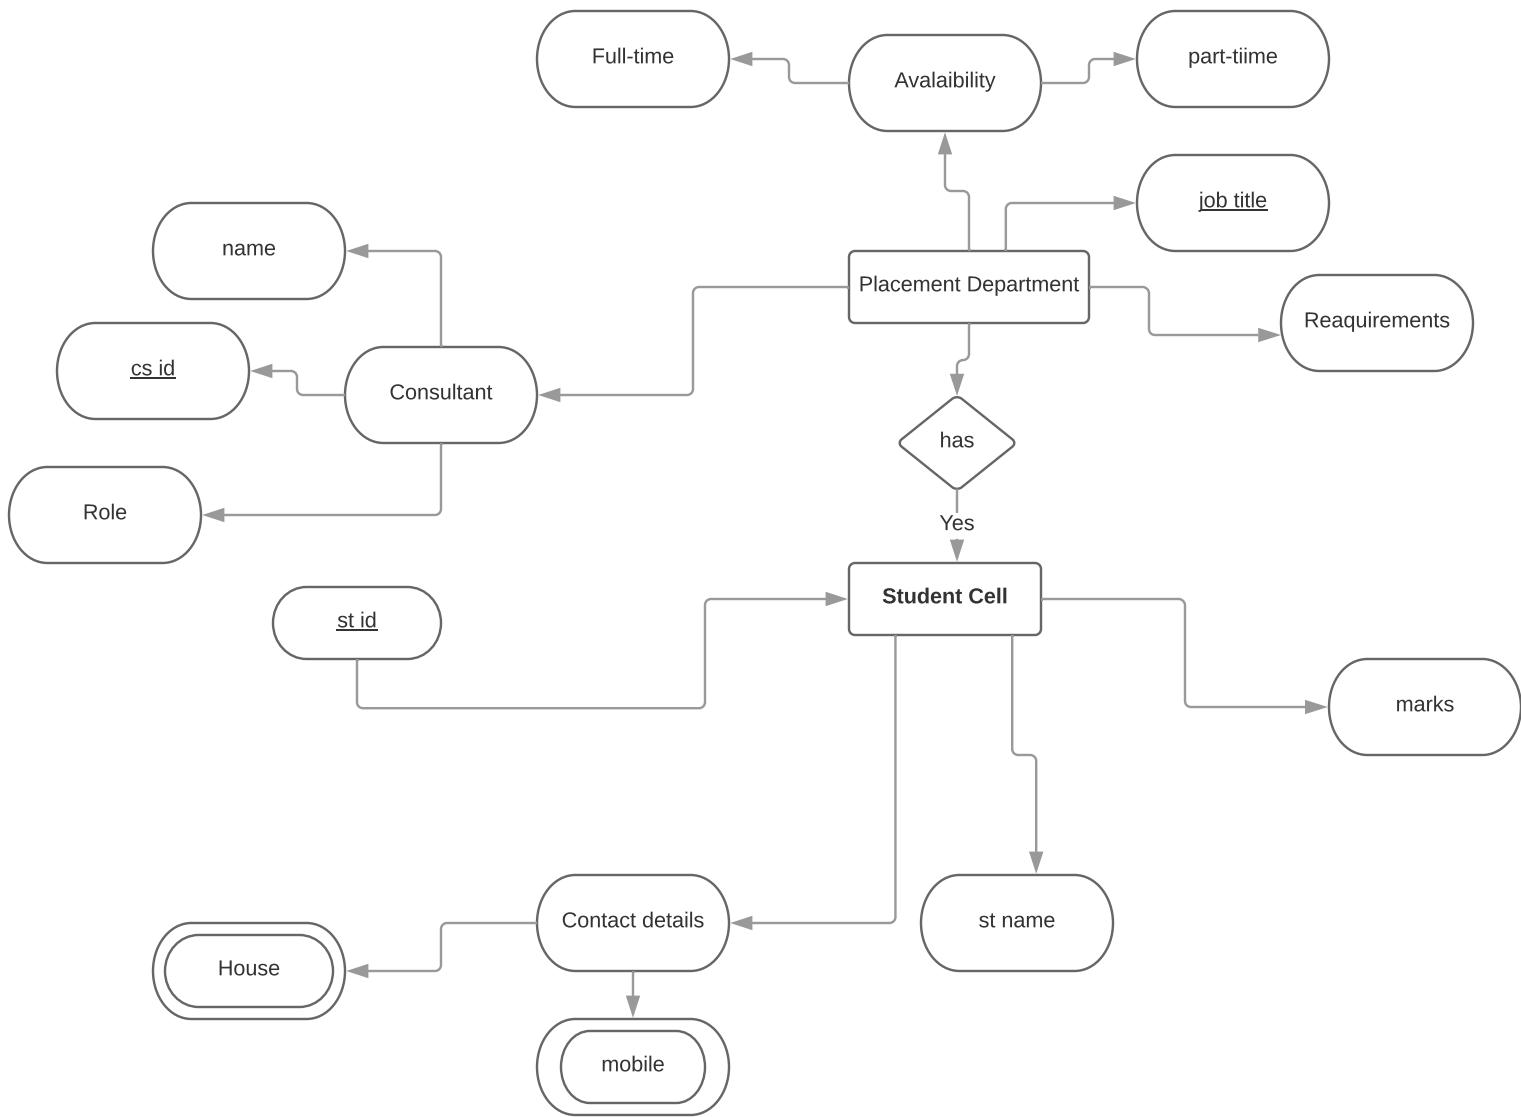 Full-time
Avalaibility
part-tiime
job title
name
Placement Department
Reaquirements
cs id
Consultant
has
Role
Yes
Student Cell
st id
marks
Contact details
st name
House
mobile